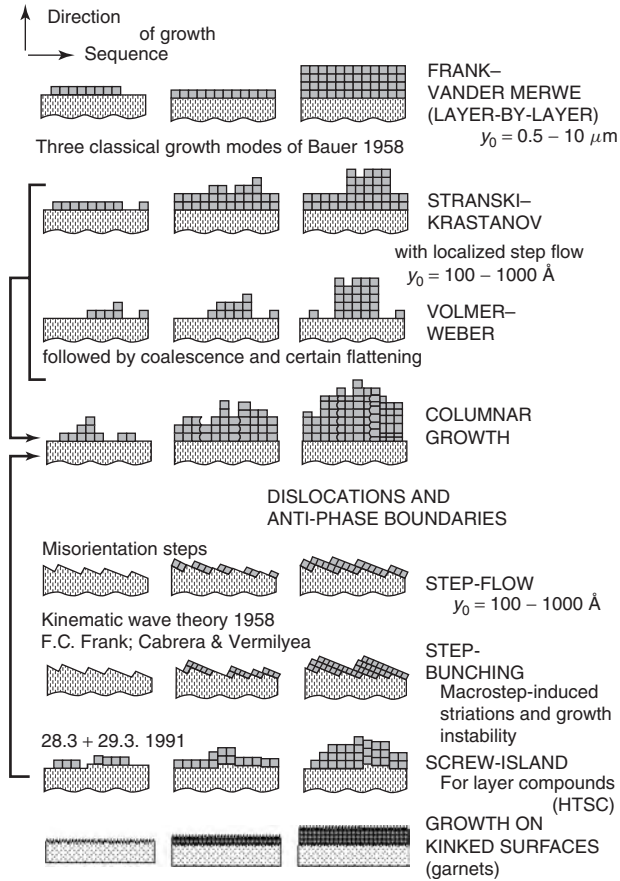 Direction
of growth
Sequence
FRANK–
VANDER MERWE
(LAYER-BY-LAYER)
y0 = 0.5 – 10 μm
Three classical growth modes of Bauer 1958
STRANSKI–
KRASTANOV
with localized step flow
y0 = 100 – 1000 Å
VOLMER–
WEBER
followed by coalescence and certain flattening
COLUMNAR
GROWTH
DISLOCATIONS AND
ANTI-PHASE BOUNDARIES
Misorientation steps
STEP-FLOW
y0 = 100 – 1000 Å
Kinematic wave theory 1958
F.C. Frank; Cabrera & Vermilyea
STEP-
BUNCHING
Macrostep-induced
striations and growth
instability
28.3 + 29.3. 1991
SCREW-ISLAND
For layer compounds
(HTSC)
GROWTH ON
KINKED SURFACES
(garnets)